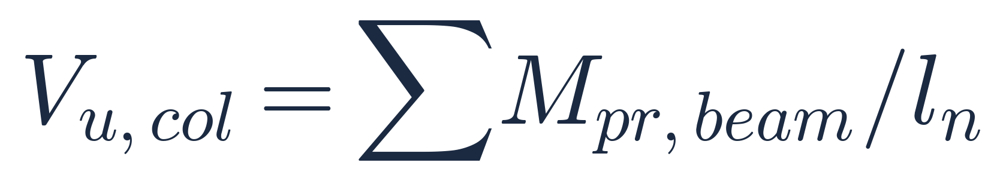 $V_{u,col} = \sum M_{pr,beam} / l_n$